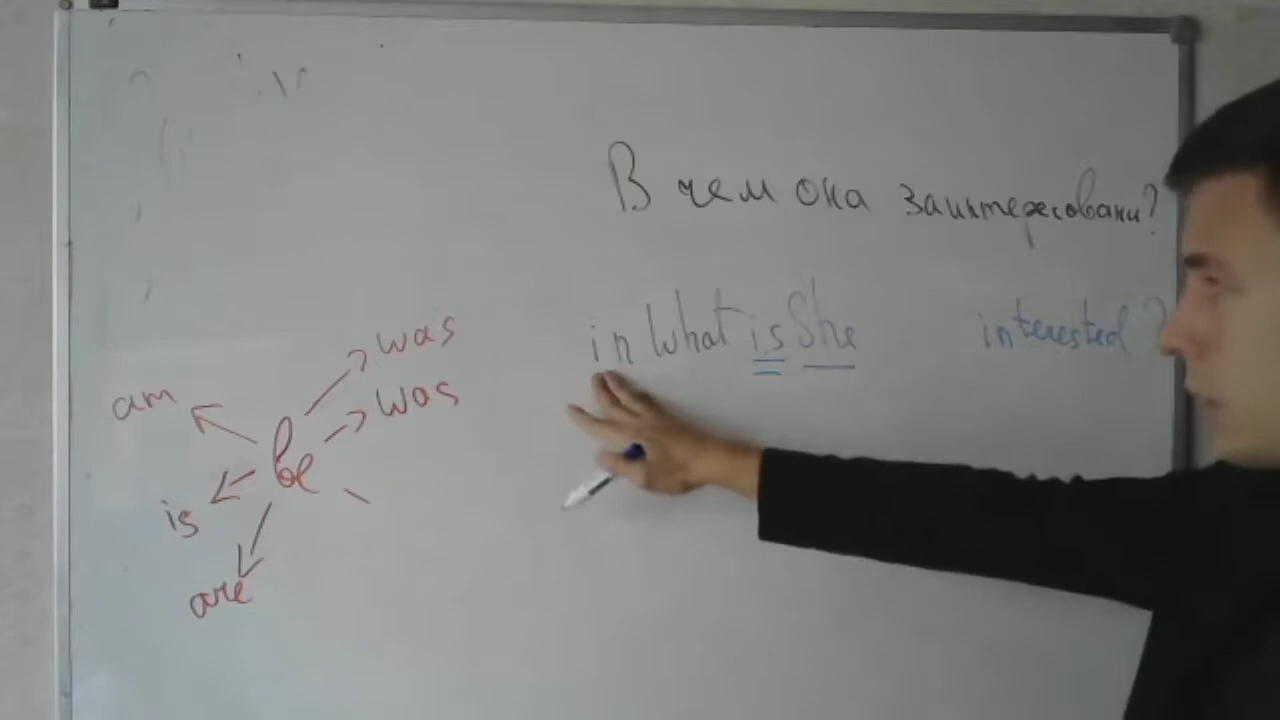 В чем она заинтересована?
in What is She interested?
was
was
am
be
is
are